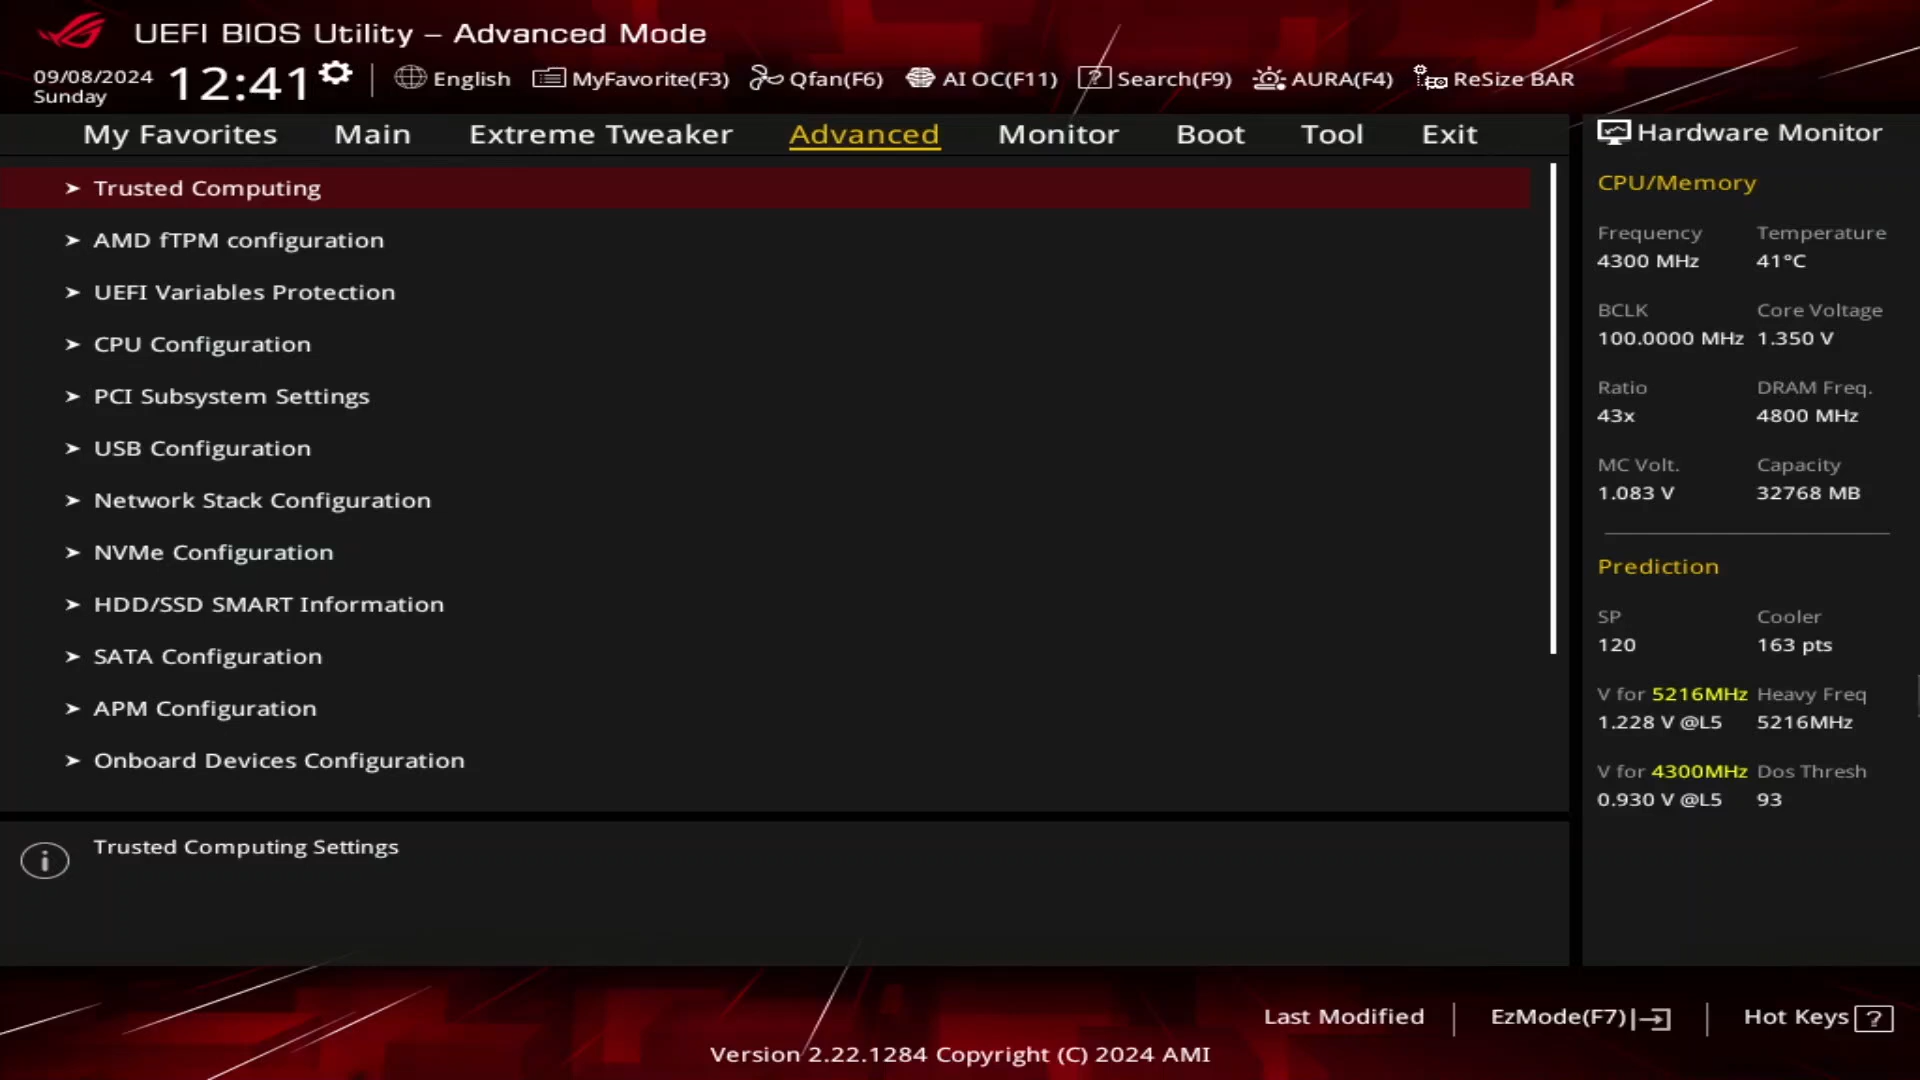 UEFI BIOS Utility – Advanced Mode
09/08/2024
Sunday
12:41
English
MyFavorite(F3)
Qfan(F6)
AI OC(F11)
Search(F9)
AURA(F4)
ReSize BAR
My Favorites
Main
Extreme Tweaker
Advanced
Monitor
Boot
Tool
Exit
Trusted Computing
AMD fTPM configuration
UEFI Variables Protection
CPU Configuration
PCI Subsystem Settings
USB Configuration
Network Stack Configuration
NVMe Configuration
HDD/SSD SMART Information
SATA Configuration
APM Configuration
Onboard Devices Configuration
Trusted Computing Settings
Hardware Monitor
CPU/Memory
Frequency Temperature
4300 MHz 41°C
BCLK Core Voltage
100.0000 MHz 1.350 V
Ratio DRAM Freq.
43x 4800 MHz
MC Volt. Capacity
1.083 V 32768 MB
Prediction
SP Cooler
120 163 pts
V for 5216MHz Heavy Freq
1.228 V @L5 5216MHz
V for 4300MHz Dos Thresh
0.930 V @L5 93
Last Modified
EzMode(F7)
Hot Keys ?
Version 2.22.1284 Copyright (C) 2024 AMI